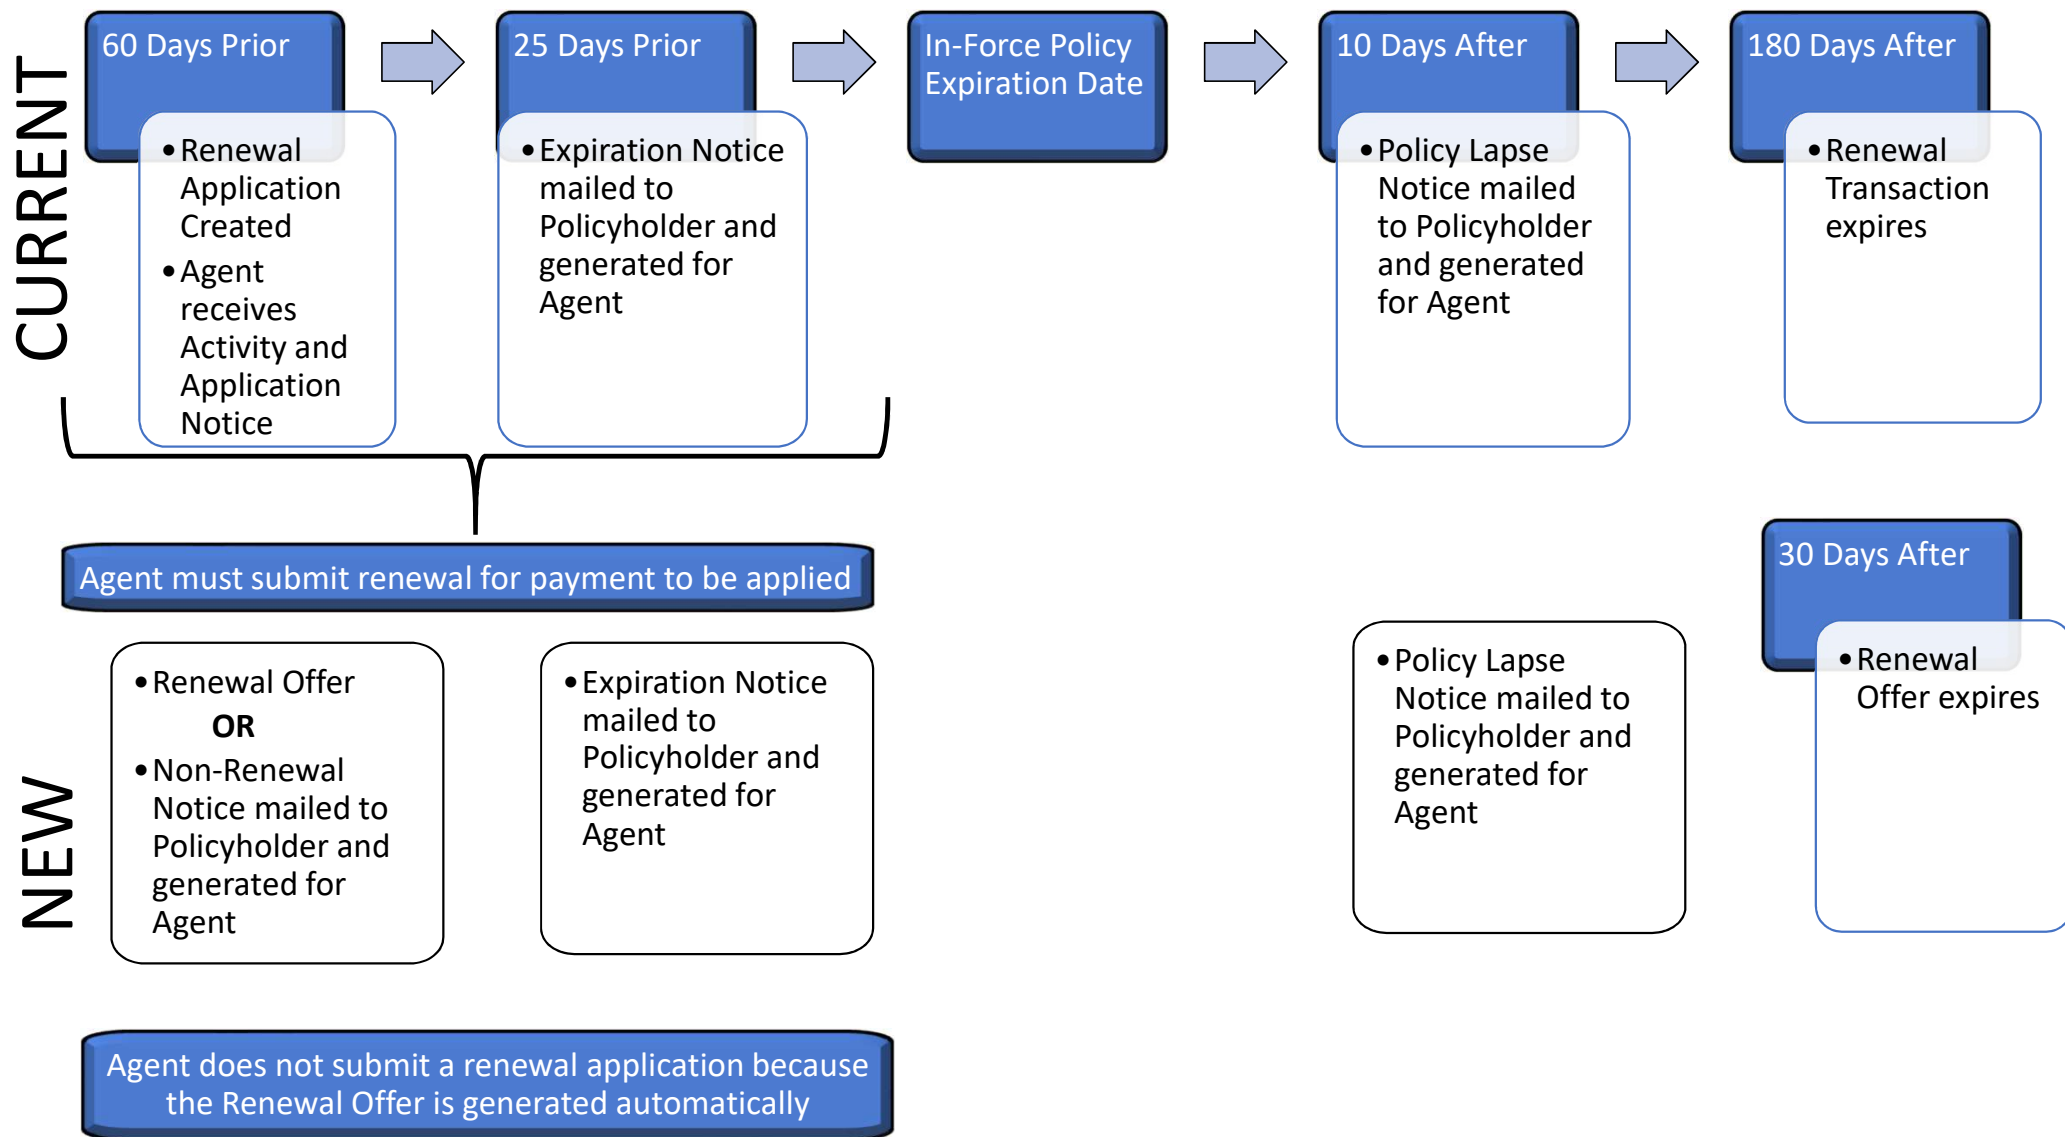 CURRENT
60 Days Prior
• Renewal
Application
Created
• Agent
receives
Activity and
Application
Notice
25 Days Prior
• Expiration Notice
mailed to
Policyholder and
generated for
Agent
In-Force Policy
Expiration Date
10 Days After
• Policy Lapse
Notice mailed
to Policyholder
and generated
for Agent
180 Days After
• Renewal
Transaction
expires
Agent must submit renewal for payment to be applied
NEW
• Renewal Offer
OR
• Non-Renewal
Notice mailed to
Policyholder and
generated for
Agent
• Expiration Notice
mailed to
Policyholder and
generated for
Agent
• Policy Lapse
Notice mailed to
Policyholder and
generated for
Agent
30 Days After
• Renewal
Offer expires
Agent does not submit a renewal application because
the Renewal Offer is generated automatically